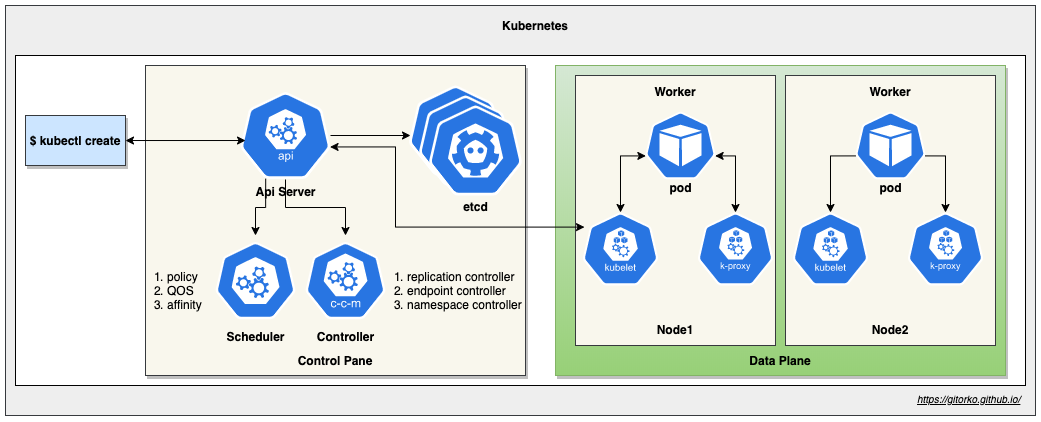 Kubernetes
$ kubectl create
api
Api Server
etcd
1. policy
2. QOS
3. affinity
Scheduler
c-c-m
Controller
1. replication controller
2. endpoint controller
3. namespace controller
Control Pane
Worker
pod
kubelet
k-proxy
Node1
Worker
pod
kubelet
k-proxy
Node2
Data Plane
https://gitorko.github.io/